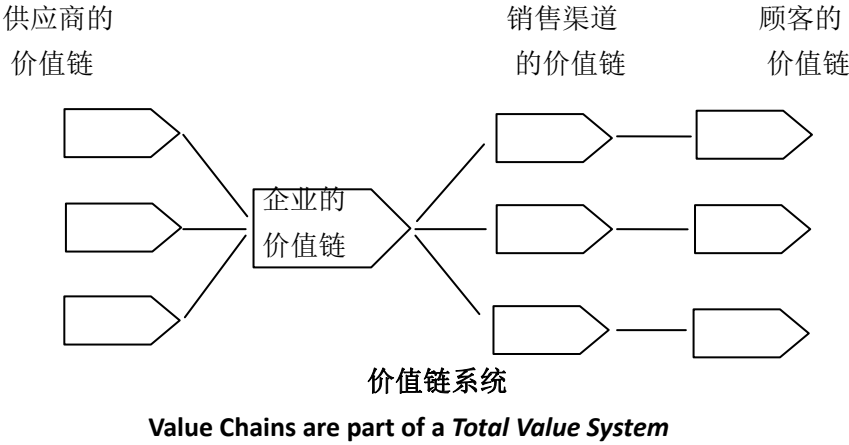 供应商的
价值链
销售渠道
的价值链
顾客的
价值链
企业的
价值链
价值链系统
Value Chains are part of a Total Value System